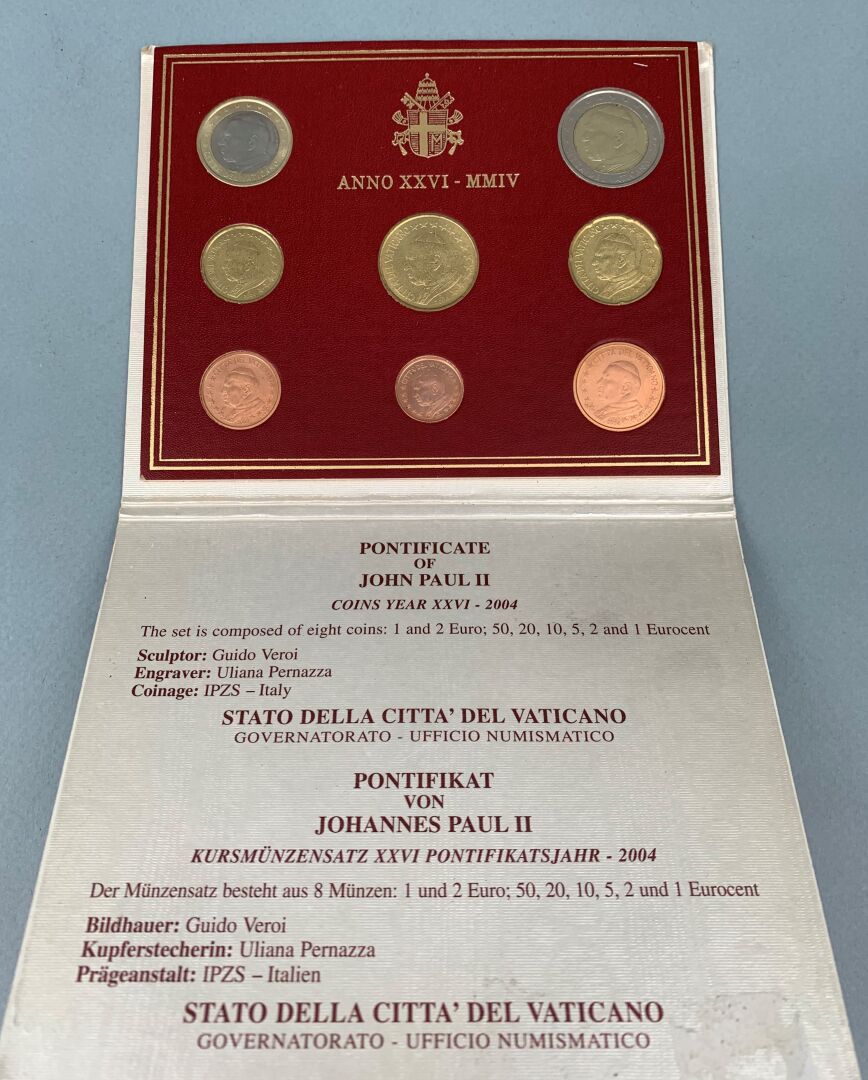 ANNO XXVI - MMIV
PONTIFICATE
OF
JOHN PAUL II
COINS YEAR XXVI - 2004
The set is composed of eight coins: 1 and 2 Euro; 50, 20, 10, 5, 2 and 1 Eurocent
Sculptor: Guido Veroi
Engraver: Uliana Pernazza
Coinage: IPZS – Italy
STATO DELLA CITTA' DEL VATICANO
GOVERNATORATO - UFFICIO NUMISMATICO
PONTIFIKAT
VON
JOHANNES PAUL II
KURSMÜNZENSATZ XXVI PONTIFIKATSJAHR - 2004
Der Münzensatz besteht aus 8 Münzen: 1 und 2 Euro; 50, 20, 10, 5, 2 und 1 Eurocent
Bildhauer: Guido Veroi
Kupferstecherin: Uliana Pernazza
Prägeanstalt: IPZS – Italien
STATO DELLA CITTA' DEL VATICANO
GOVERNATORATO - UFFICIO NUMISMATICO